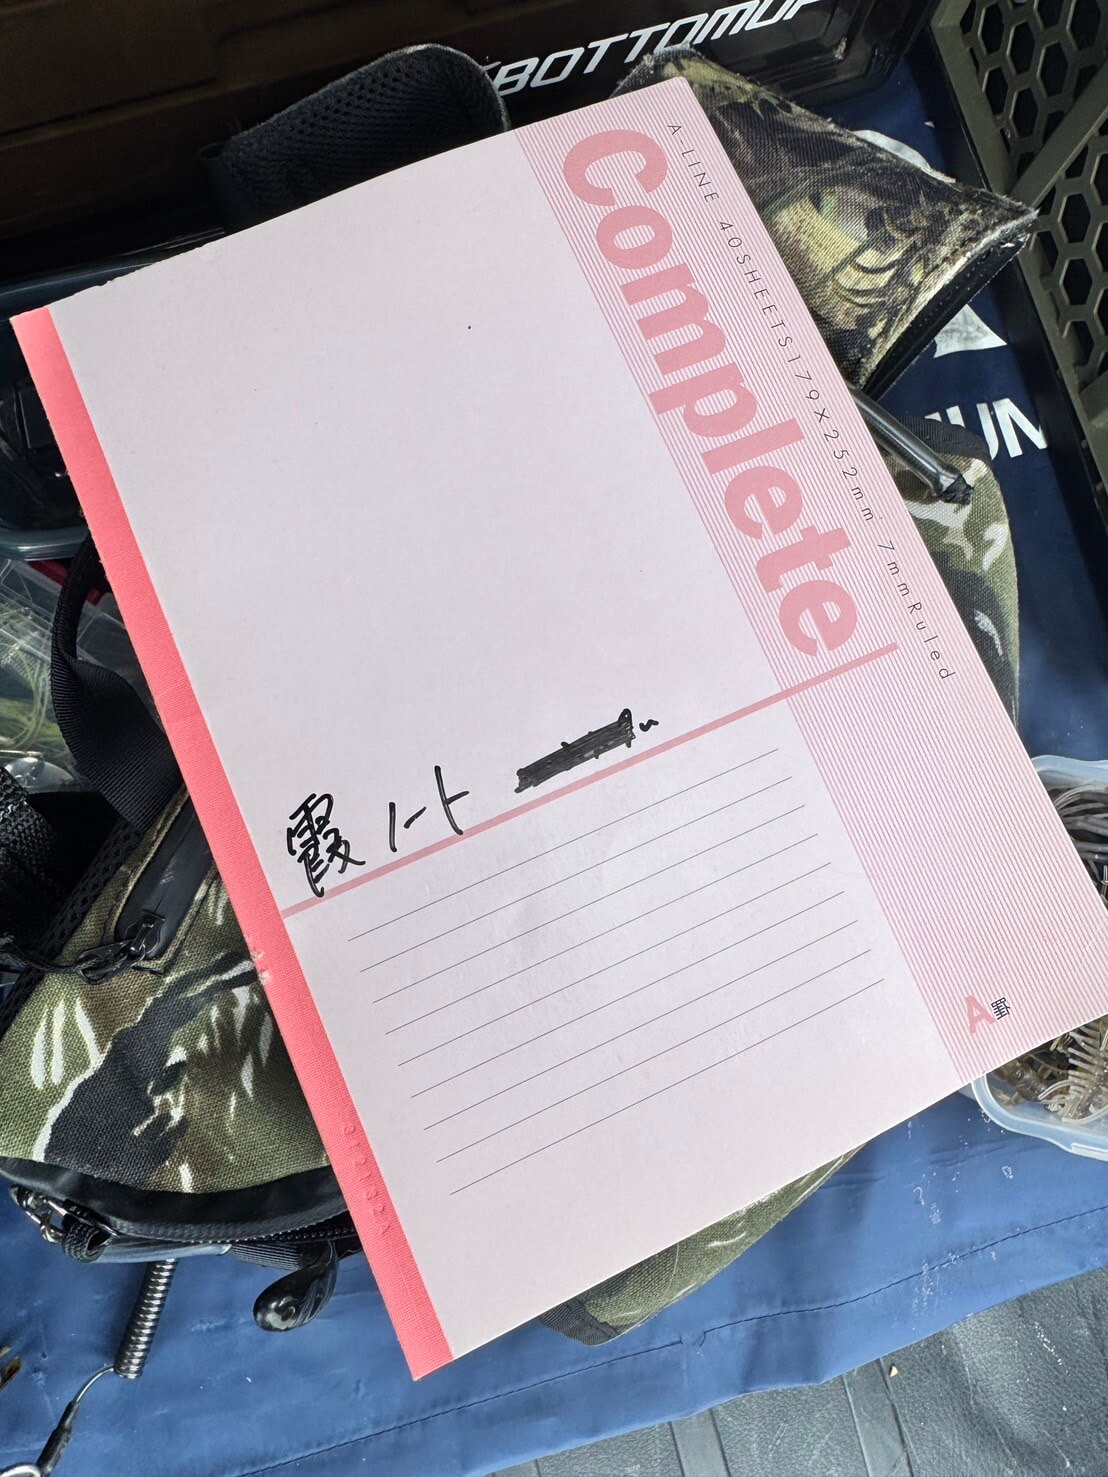 BOTTOMUP
Complete
A-LINE 40SHEETS 179×252mm 7mmRuled
霞ノート
A罫